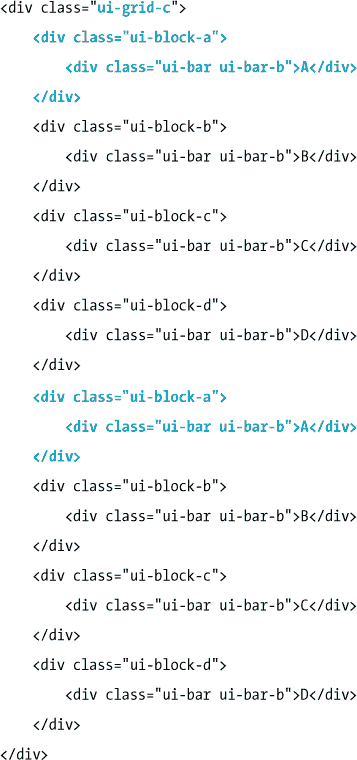 <div class="ui-grid-c">
    <div class="ui-block-a">
        <div class="ui-bar ui-bar-b">A</div>
    </div>
    <div class="ui-block-b">
        <div class="ui-bar ui-bar-b">B</div>
    </div>
    <div class="ui-block-c">
        <div class="ui-bar ui-bar-b">C</div>
    </div>
    <div class="ui-block-d">
        <div class="ui-bar ui-bar-b">D</div>
    </div>
    <div class="ui-block-a">
        <div class="ui-bar ui-bar-b">A</div>
    </div>
    <div class="ui-block-b">
        <div class="ui-bar ui-bar-b">B</div>
    </div>
    <div class="ui-block-c">
        <div class="ui-bar ui-bar-b">C</div>
    </div>
    <div class="ui-block-d">
        <div class="ui-bar ui-bar-b">D</div>
    </div>
</div>